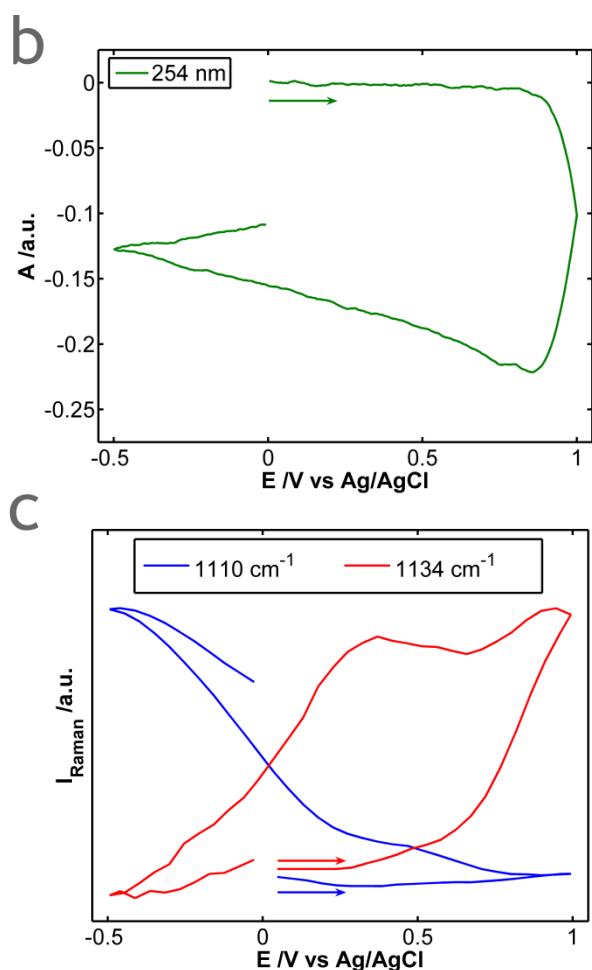 b
254 nm
0
-0.05
-0.1
-0.15
-0.2
-0.25
A /a.u.
-0.5 0 0.5 1
E /V vs Ag/AgCl
c
1110 cm⁻¹ 1134 cm⁻¹
I_Raman /a.u.
-0.5 0 0.5 1
E /V vs Ag/AgCl